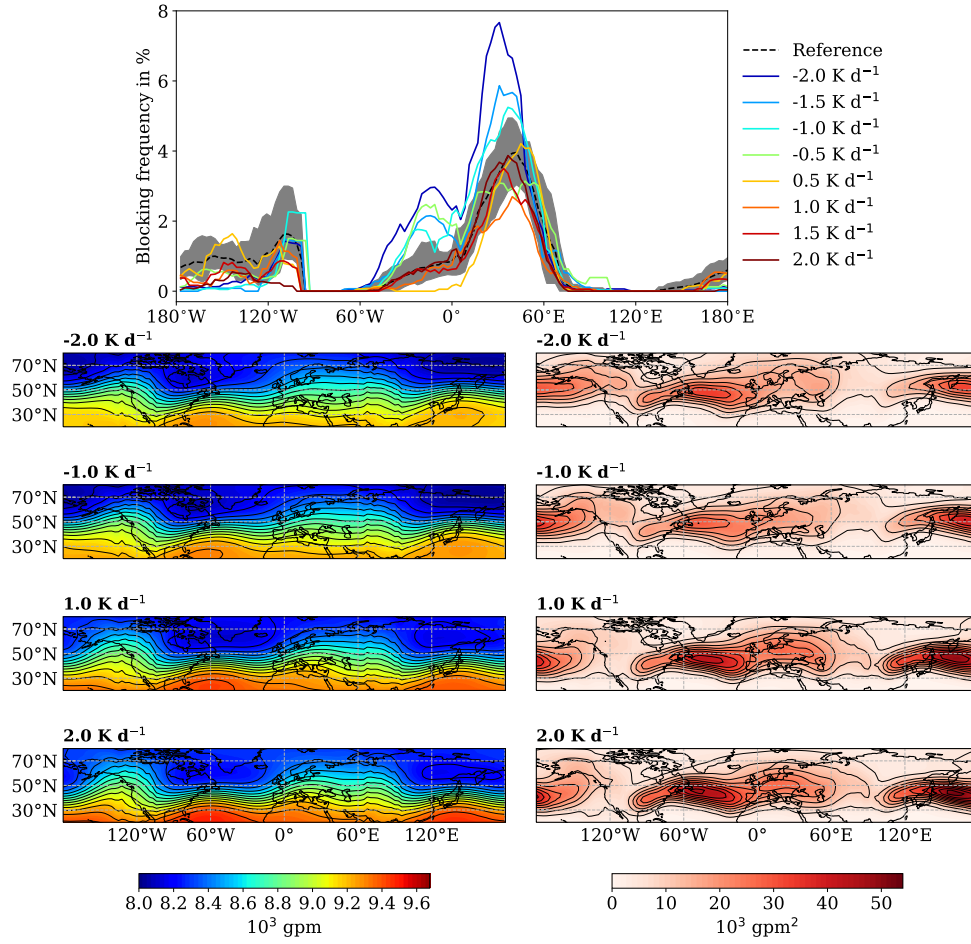 Blocking frequency in %
8
6
4
2
0
180°W 120°W 60°W 0° 60°E 120°E 180°E
Reference
-2.0 K d⁻¹
-1.5 K d⁻¹
-1.0 K d⁻¹
-0.5 K d⁻¹
0.5 K d⁻¹
1.0 K d⁻¹
1.5 K d⁻¹
2.0 K d⁻¹
-2.0 K d⁻¹
70°N
50°N
30°N
-2.0 K d⁻¹
-1.0 K d⁻¹
70°N
50°N
30°N
-1.0 K d⁻¹
1.0 K d⁻¹
70°N
50°N
30°N
1.0 K d⁻¹
2.0 K d⁻¹
70°N
50°N
30°N
120°W 60°W 0° 60°E 120°E
2.0 K d⁻¹
120°W 60°W 0° 60°E 120°E
8.0 8.2 8.4 8.6 8.8 9.0 9.2 9.4 9.6
10³ gpm
0 10 20 30 40 50
10³ gpm²